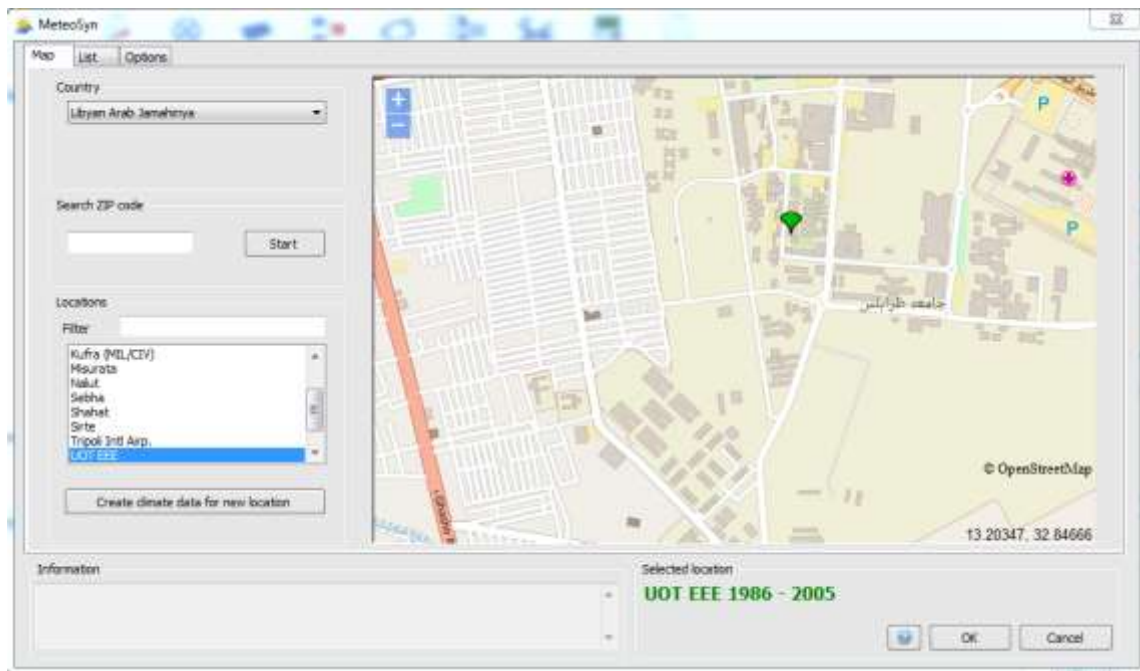 MeteoSyn
Map List Options
Country
Libyan Arab Jamahiriya
Search ZIP code
Start
Locations
Filter
Kufra (MIL/CIV)
Misurata
Nalut
Sebha
Shahat
Sirte
Tripoli Intl Airp.
UOT EEE
Create climate data for new location
+
−
P
P
جامعة طرابلس
© OpenStreetMap
13.20347, 32.84666
Information
Selected location
UOT EEE 1986 - 2005
OK Cancel